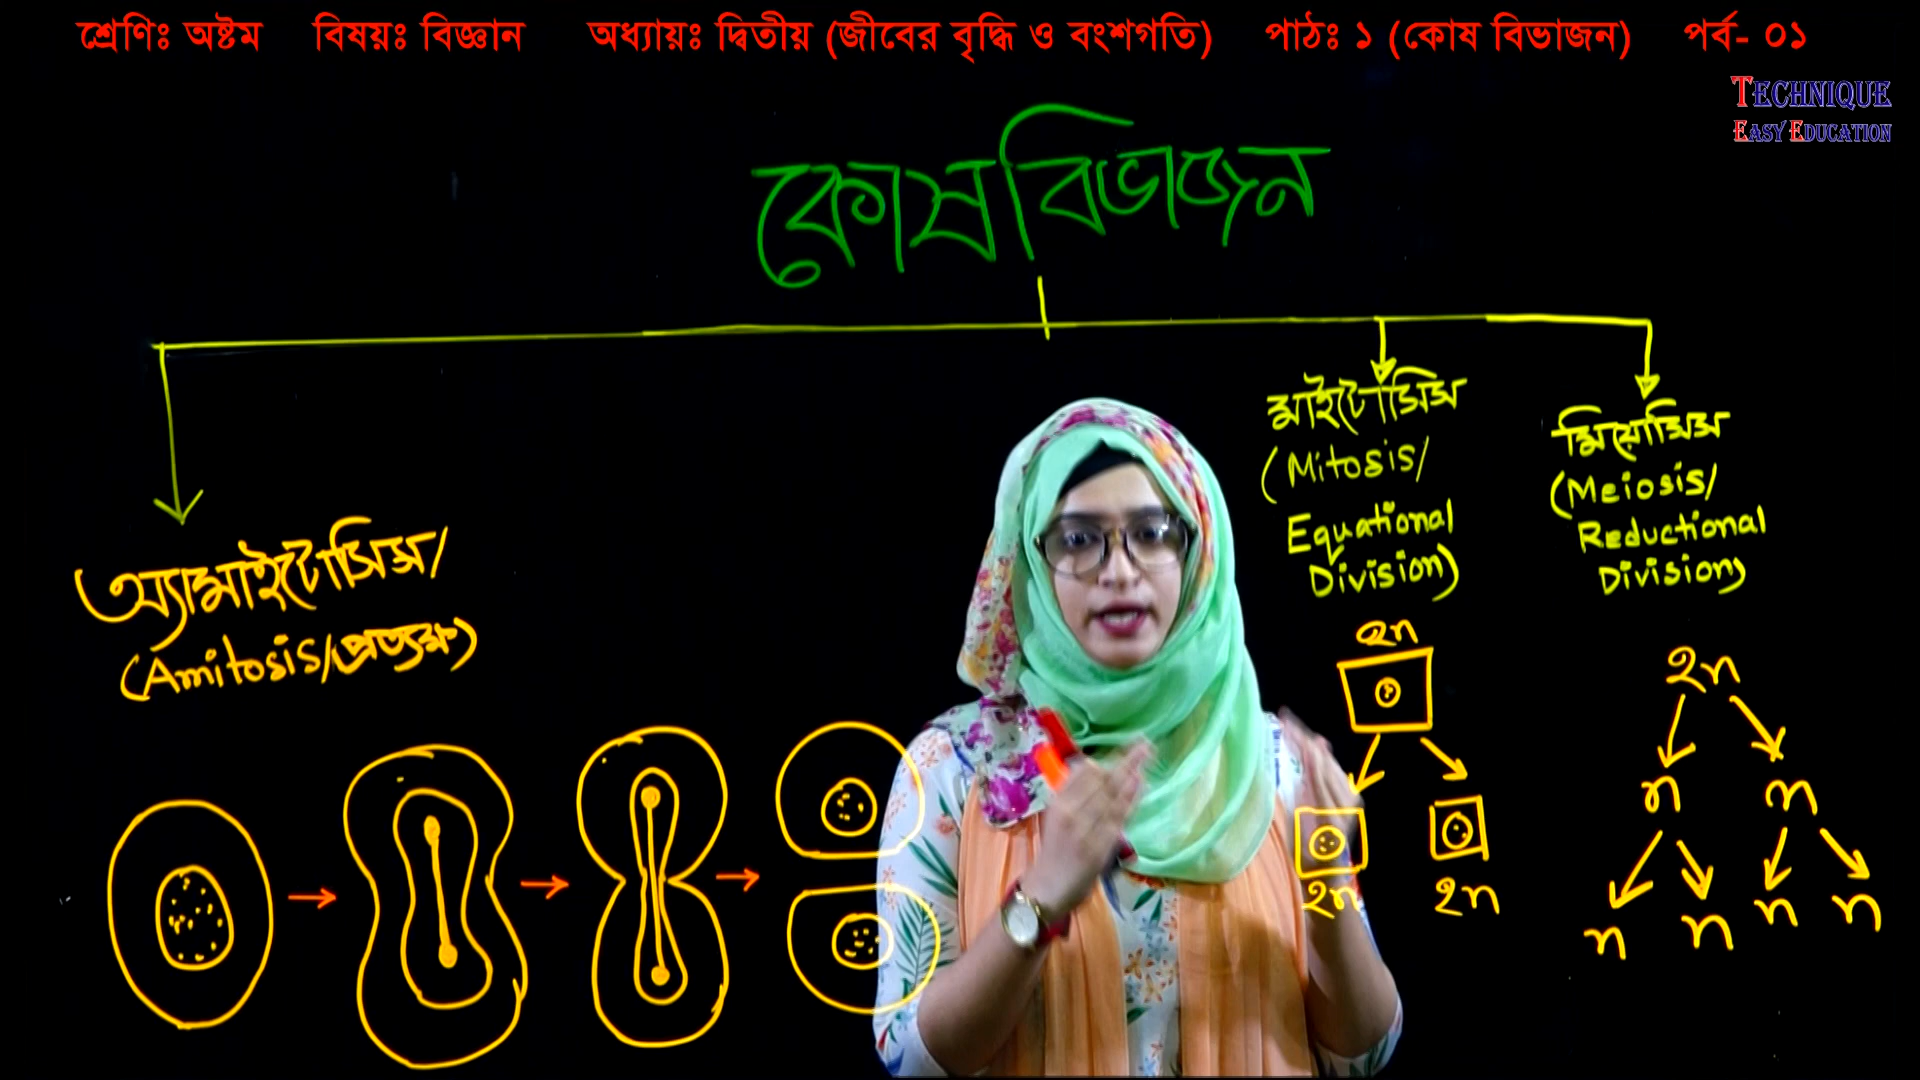 শ্রেণিঃ অষ্টম বিষয়ঃ বিজ্ঞান অধ্যায়ঃ দ্বিতীয় (জীবের বৃদ্ধি ও বংশগতি) পাঠঃ ১ (কোষ বিভাজন) পর্ব- ০১
TECHNIQUE
EASY EDUCATION
কোষ বিভাজন
অ্যামাইটোসিস/
(Amitosis/প্রত্যক্ষ)
মাইটোসিস
(Mitosis/
Equational
Division)
মিয়োসিস
(Meiosis/
Reductional
Division)
2n
2n 2n
2n
n n
n n n n